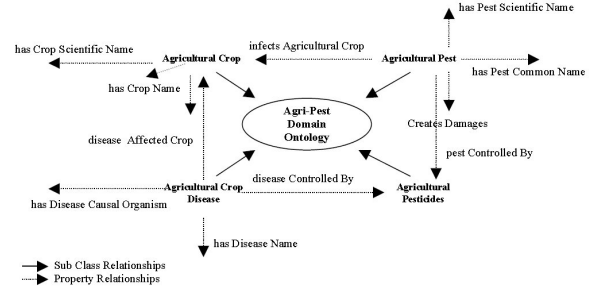 has Pest Scientific Name
has Crop Scientific Name
Agricultural Crop
infects Agricultural Crop
Agricultural Pest
has Pest Common Name
has Crop Name
Agri-Pest
Domain
Ontology
Creates Damages
disease Affected Crop
pest Controlled By
Agricultural Crop
Disease
disease Controlled By
Agricultural
Pesticides
has Disease Causal Organism
has Disease Name
Sub Class Relationships
Property Relationships